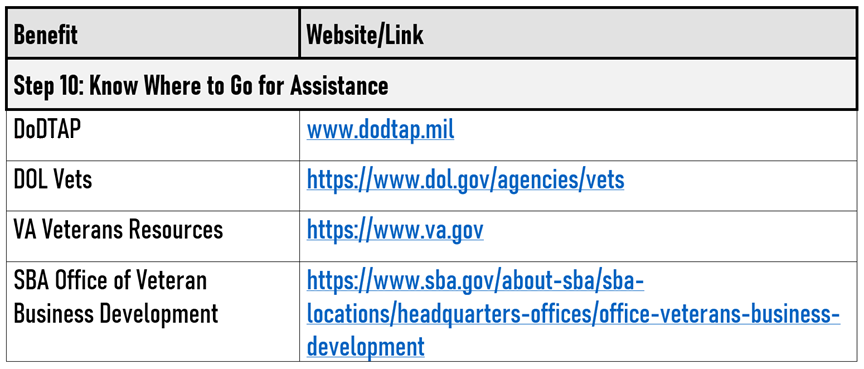 Benefit Website/Link
Step 10: Know Where to Go for Assistance
DoDTAP www.dodtap.mil
DOL Vets https://www.dol.gov/agencies/vets
VA Veterans Resources https://www.va.gov
SBA Office of Veteran https://www.sba.gov/about-sba/sba-
Business Development locations/headquarters-offices/office-veterans-business-
development